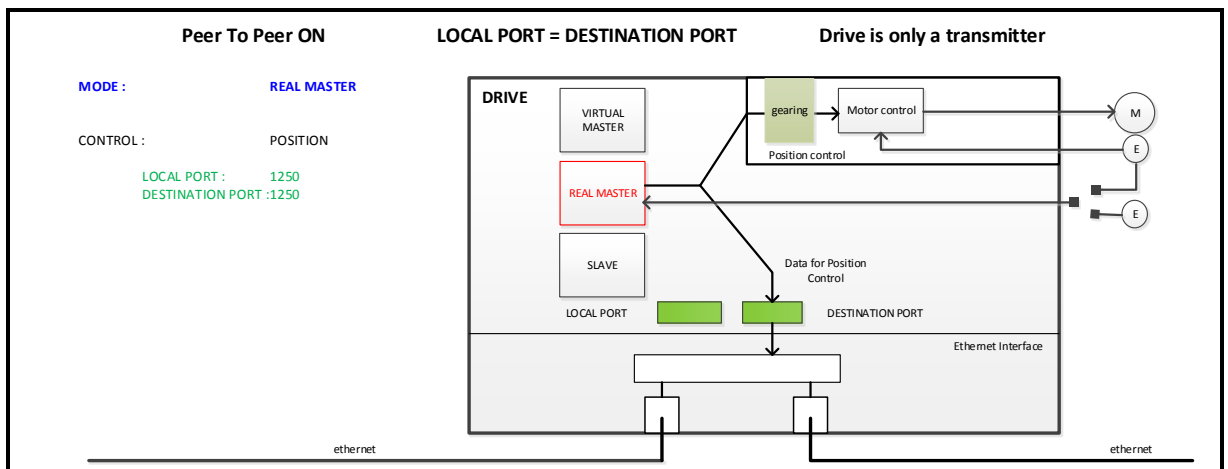 Peer To Peer ON LOCAL PORT = DESTINATION PORT Drive is only a transmitter
MODE : REAL MASTER
CONTROL : POSITION
LOCAL PORT : 1250
DESTINATION PORT :1250
DRIVE
VIRTUAL
MASTER
REAL MASTER
SLAVE
gearing
Motor control
Position control
M
E
E
Data for Position
Control
LOCAL PORT
DESTINATION PORT
Ethernet Interface
ethernet
ethernet